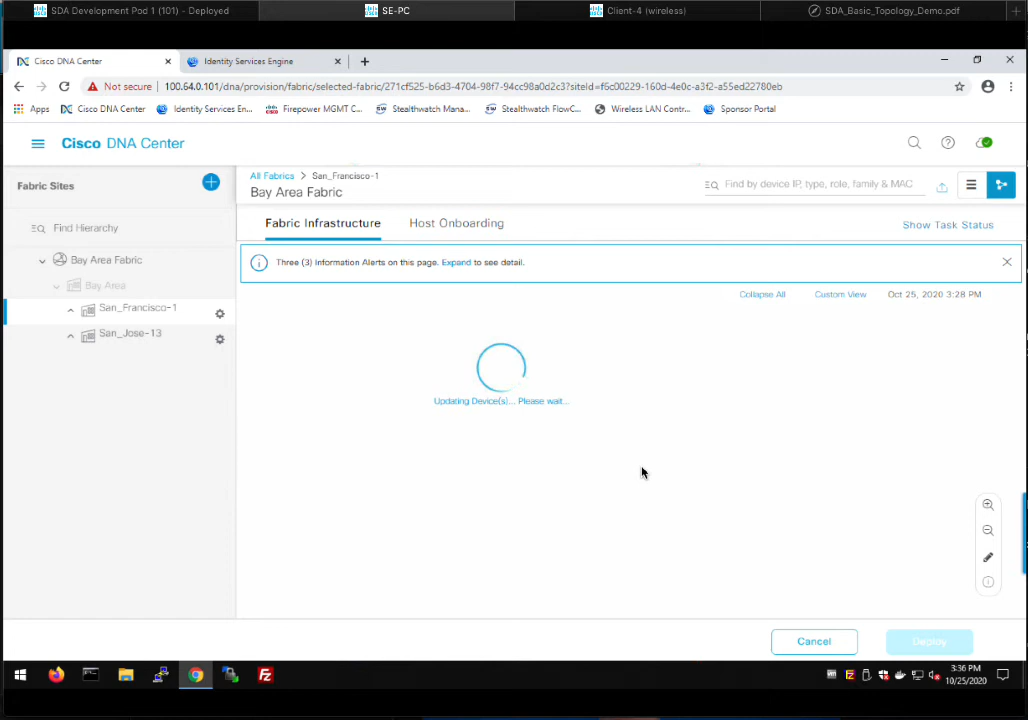 SDA Development Pod 1 (101) - Deployed
SE-PC
Client-4 (wireless)
SDA_Basic_Topology_Demo.pdf
Cisco DNA Center
Identity Services Engine
Not secure
100.64.0.101/dna/provision/fabric/selected-fabric/271cf525-b6d3-4704-98f7-94cc98a0d2c3?siteId=f6c00229-160d-4e0c-a3f2-a55ed22780eb
Apps
Cisco DNA Center
Identity Services En...
Firepower MGMT C...
Stealthwatch Mana...
Stealthwatch FlowC...
Wireless LAN Contr...
Sponsor Portal
Cisco DNA Center
Fabric Sites
Find Hierarchy
Bay Area Fabric
Bay Area
San_Francisco-1
San_Jose-13
All Fabrics > San_Francisco-1
Bay Area Fabric
Find by device IP, type, role, family & MAC
Fabric Infrastructure
Host Onboarding
Show Task Status
Three (3) Information Alerts on this page. Expand to see detail.
Collapse All
Custom View
Oct 25, 2020 3:28 PM
Updating Device(s)... Please wait...
Cancel
Deploy
3:36 PM
10/25/2020